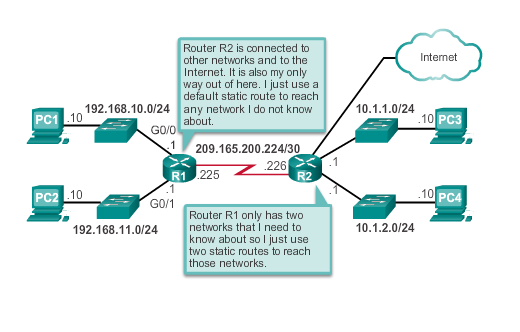 Router R2 is connected to
other networks and to the
Internet. It is also my only
way out of here. I just use a
default static route to reach
any network I do not know
about.
Internet
192.168.10.0/24
10.1.1.0/24
PC1
.10
G0/0
.10
PC3
.1
209.165.200.224/30
.1
R1
.225
.226
R2
.1
.1
PC2
.10
G0/1
.10
PC4
192.168.11.0/24
10.1.2.0/24
Router R1 only has two
networks that I need to
know about so I just use
two static routes to reach
those networks.